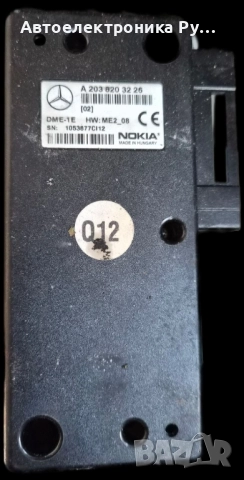 Автоелектроника Ру...
A 203 820 32 26
[02]
DME-1E HW: ME2_08
SN: 1053677CI12
CE
NOKIA
MADE IN HUNGARY
Q12
BAZAR